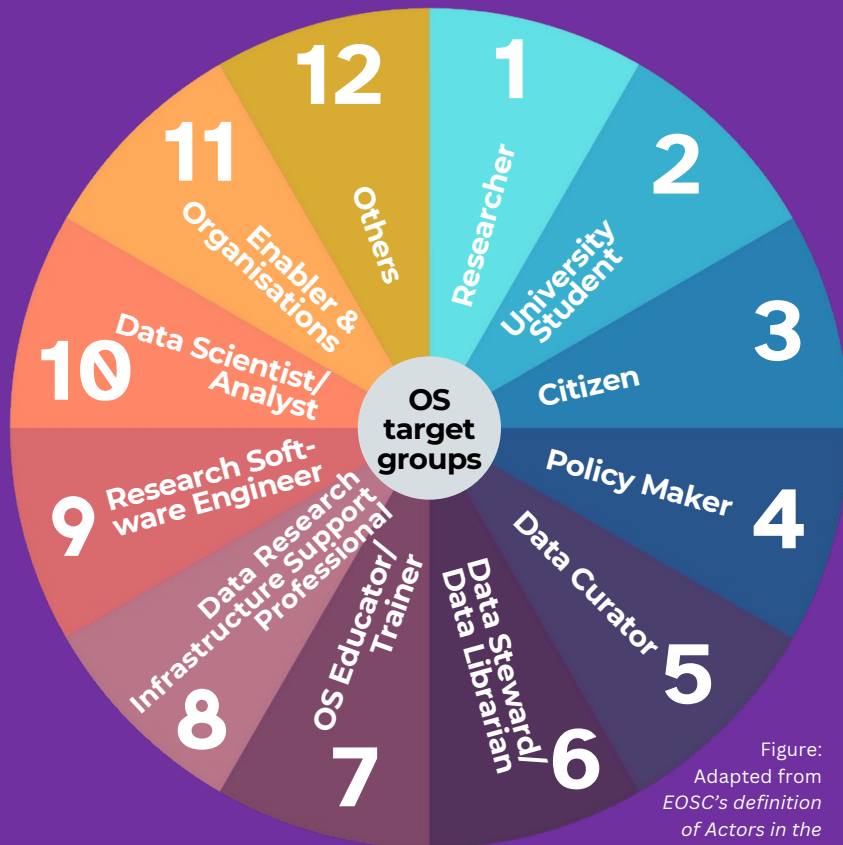 1
Researcher
2
University
Student
3
Citizen
4
Policy Maker
5
Data Curator
6
Data Steward/
Data Librarian
7
OS Educator/
Trainer
8
Data Research
Infrastructure Support
Professional
9
Research Soft-
ware Engineer
10
Data Scientist/
Analyst
11
Enabler &
Organisations
12
Others
OS
target
groups
Figure:
Adapted from
EOSC's definition
of Actors in the